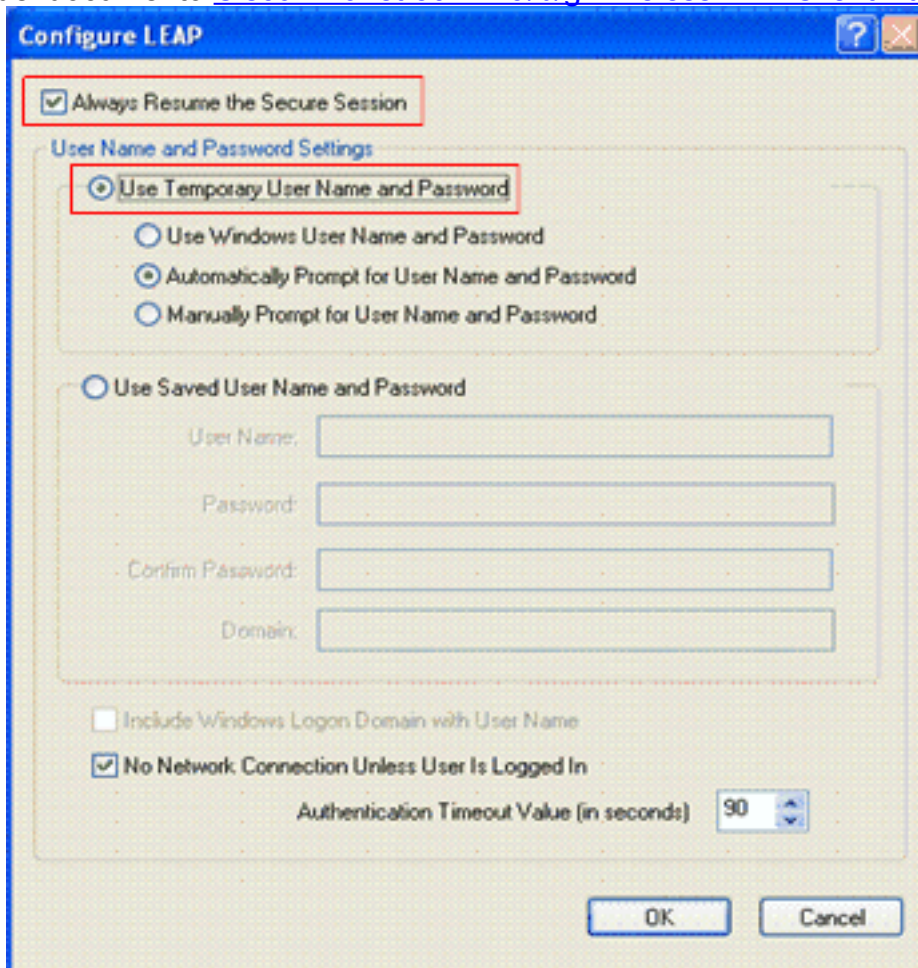 Configure LEAP
Always Resume the Secure Session
User Name and Password Settings
Use Temporary User Name and Password
Use Windows User Name and Password
Automatically Prompt for User Name and Password
Manually Prompt for User Name and Password
Use Saved User Name and Password
User Name:
Password:
Confirm Password:
Domain:
Include Windows Logon Domain with User Name
No Network Connection Unless User Is Logged In
Authentication Timeout Value (in seconds) 90
OK Cancel